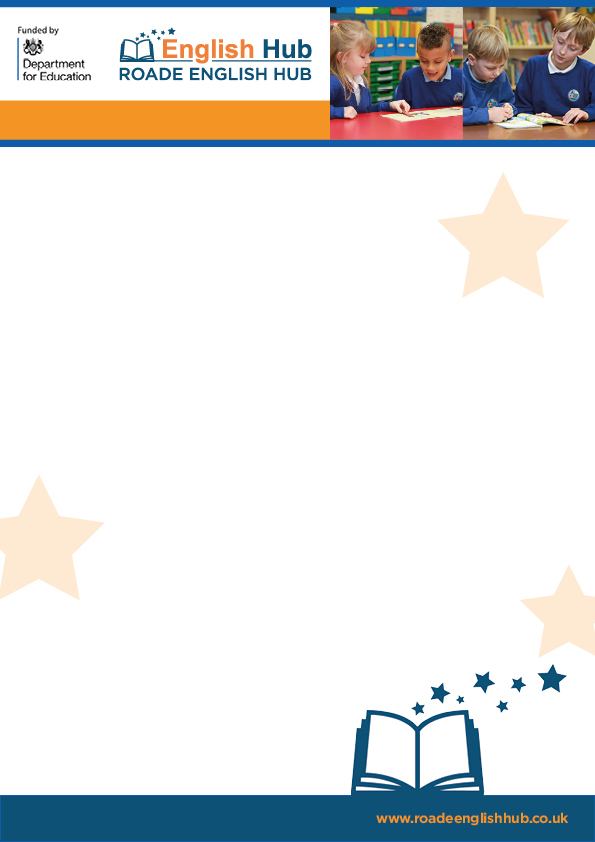 Funded by
Department
for Education
English Hub
ROADE ENGLISH HUB
www.roadeenglishhub.co.uk